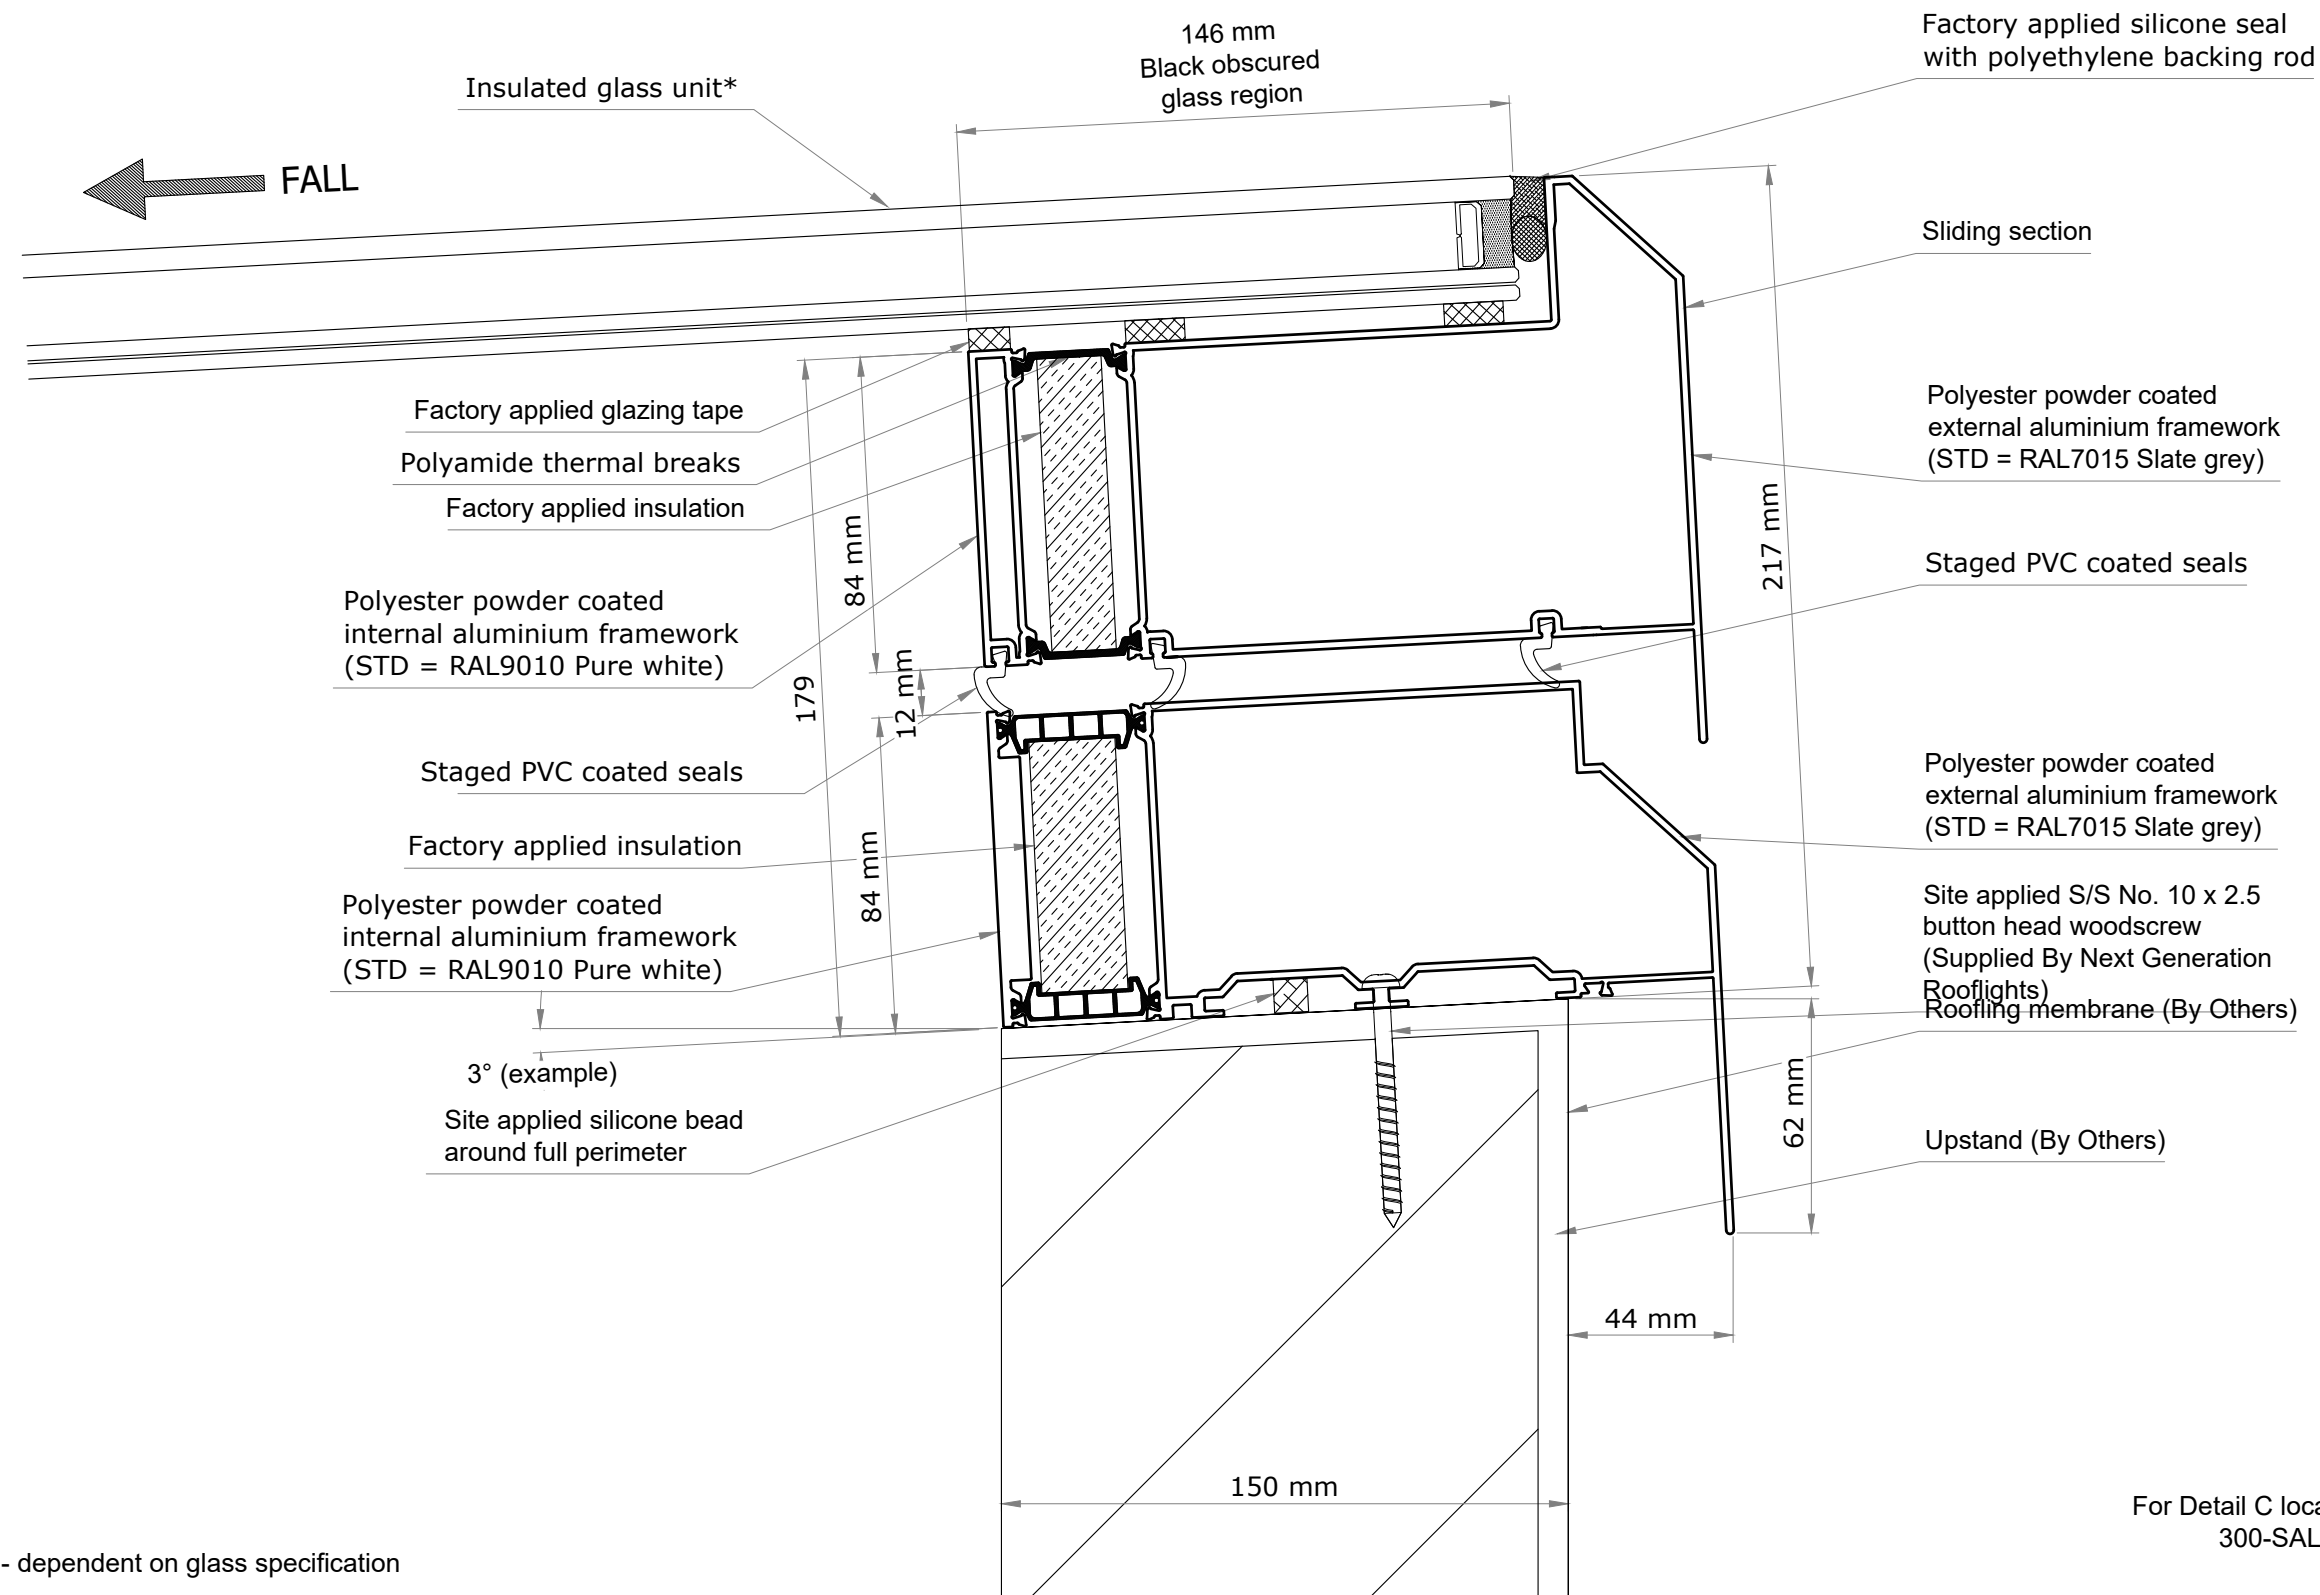 146 mm
Black obscured
glass region
Factory applied silicone seal
with polyethylene backing rod
Insulated glass unit*
FALL
Sliding section
Factory applied glazing tape
Polyamide thermal breaks
Factory applied insulation
Polyester powder coated
internal aluminium framework
(STD = RAL9010 Pure white)
84 mm
179
12 mm
84 mm
Polyester powder coated
external aluminium framework
(STD = RAL7015 Slate grey)
217 mm
Staged PVC coated seals
Staged PVC coated seals
Factory applied insulation
Polyester powder coated
internal aluminium framework
(STD = RAL9010 Pure white)
Polyester powder coated
external aluminium framework
(STD = RAL7015 Slate grey)
Site applied S/S No. 10 x 2.5
button head woodscrew
(Supplied By Next Generation
Rooflights)
Roofling membrane (By Others)
3° (example)
Site applied silicone bead
around full perimeter
62 mm
Upstand (By Others)
44 mm
150 mm
For Detail C loca
300-SAL
- dependent on glass specification